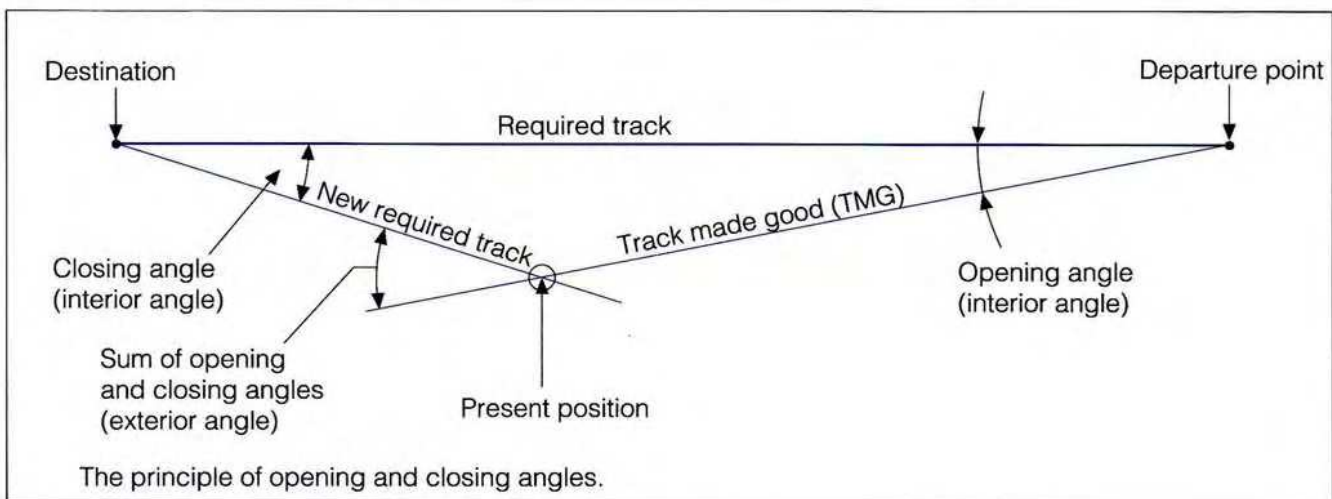 Destination
Departure point
Required track
New required track
Track made good (TMG)
Closing angle
(interior angle)
Opening angle
(interior angle)
Sum of opening
and closing angles
(exterior angle)
Present position
The principle of opening and closing angles.